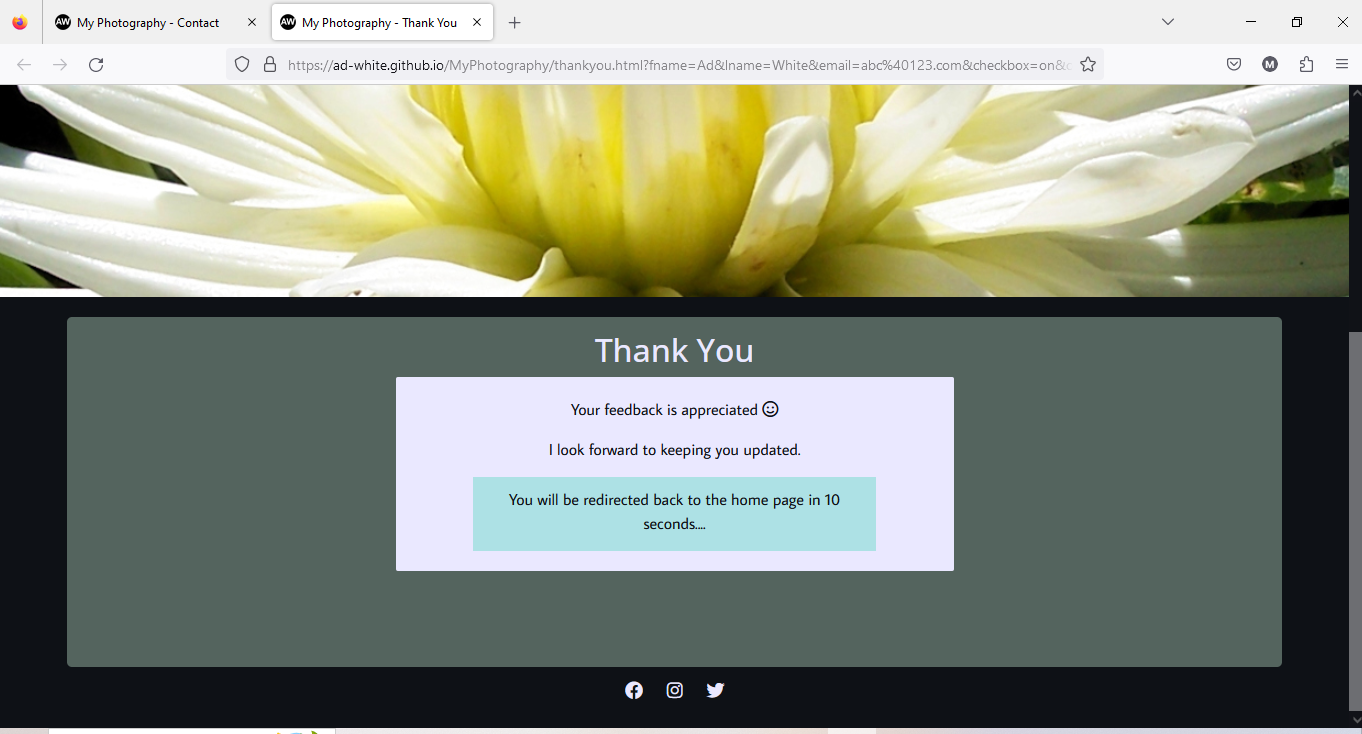 AW My Photography - Contact
AW My Photography - Thank You
https://ad-white.github.io/MyPhotography/thankyou.html?fname=Ad&lname=White&email=abc%40123.com&checkbox=on&
M
Thank You
Your feedback is appreciated
I look forward to keeping you updated.
You will be redirected back to the home page in 10
seconds....